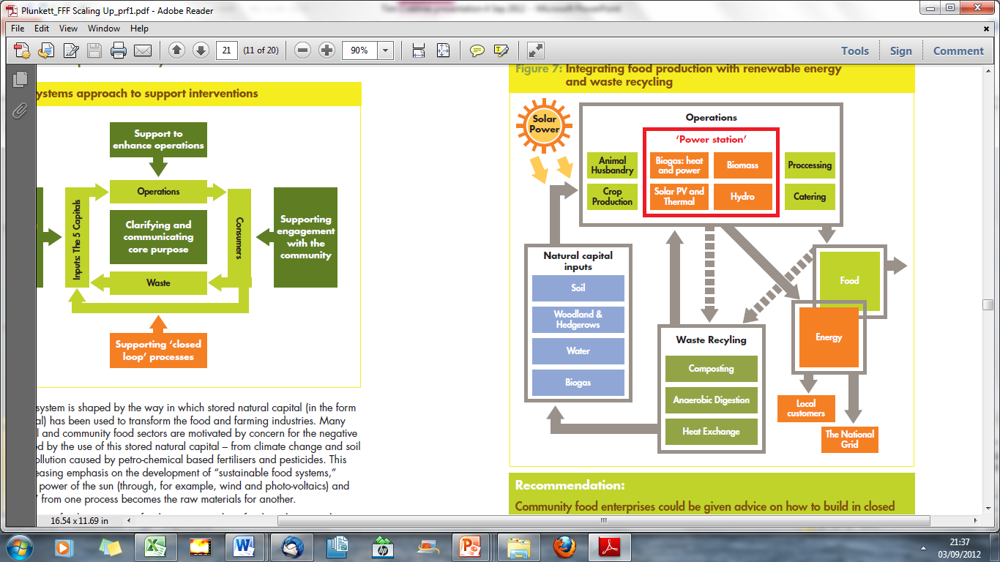 Plunkett_FFF Scaling Up_prf1.pdf - Adobe Reader
File Edit View Window Help
21 (11 of 20) 90% Tools Sign Comment
ystems approach to support interventions
Support to
enhance operations
Operations
Inputs: The 5 Capitals
Clarifying and
communicating
core purpose
Consumers
Supporting
engagement
with the
community
Waste
Supporting ‘closed
loop’ processes
system is shaped by the way in which stored natural capital (in the form
al) has been used to transform the food and farming industries. Many
l and community food sectors are motivated by concern for the negative
ed by the use of this stored natural capital – from climate change and soil
ollution caused by petro-chemical based fertilisers and pesticides. This
easing emphasis on the development of “sustainable food systems,”
power of the sun (through, for example, wind and photo-voltaics) and
’ from one process becomes the raw materials for another.
Figure 7: Integrating food production with renewable energy
and waste recycling
Solar
Power
Operations
‘Power station’
Animal
Husbandry
Biogas: heat
and power
Biomass
Proccessing
Crop
Production
Solar PV and
Thermal
Hydro
Catering
Natural capital
inputs
Soil
Woodland &
Hedgerows
Water
Biogas
Waste Recyling
Composting
Anaerobic Digestion
Heat Exchange
Food
Energy
Local
customers
The National
Grid
Recommendation:
Community food enterprises could be given advice on how to build in closed
16.54 x 11.69 in
21:37
03/09/2012